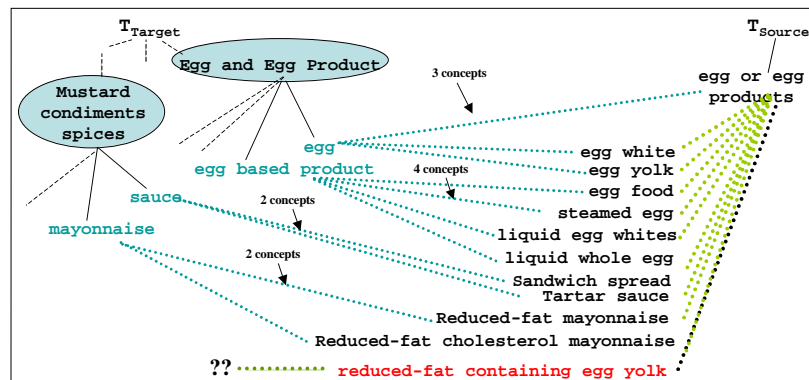 T Target
T Source
Egg and Egg Product
3 concepts
egg or egg
products
Mustard
condiments
spices
egg
egg white
egg based product
egg yolk
4 concepts
egg food
sauce
2 concepts
steamed egg
mayonnaise
liquid egg whites
liquid whole egg
2 concepts
Sandwich spread
Tartar sauce
Reduced-fat mayonnaise
Reduced-fat cholesterol mayonnaise
?? reduced-fat containing egg yolk